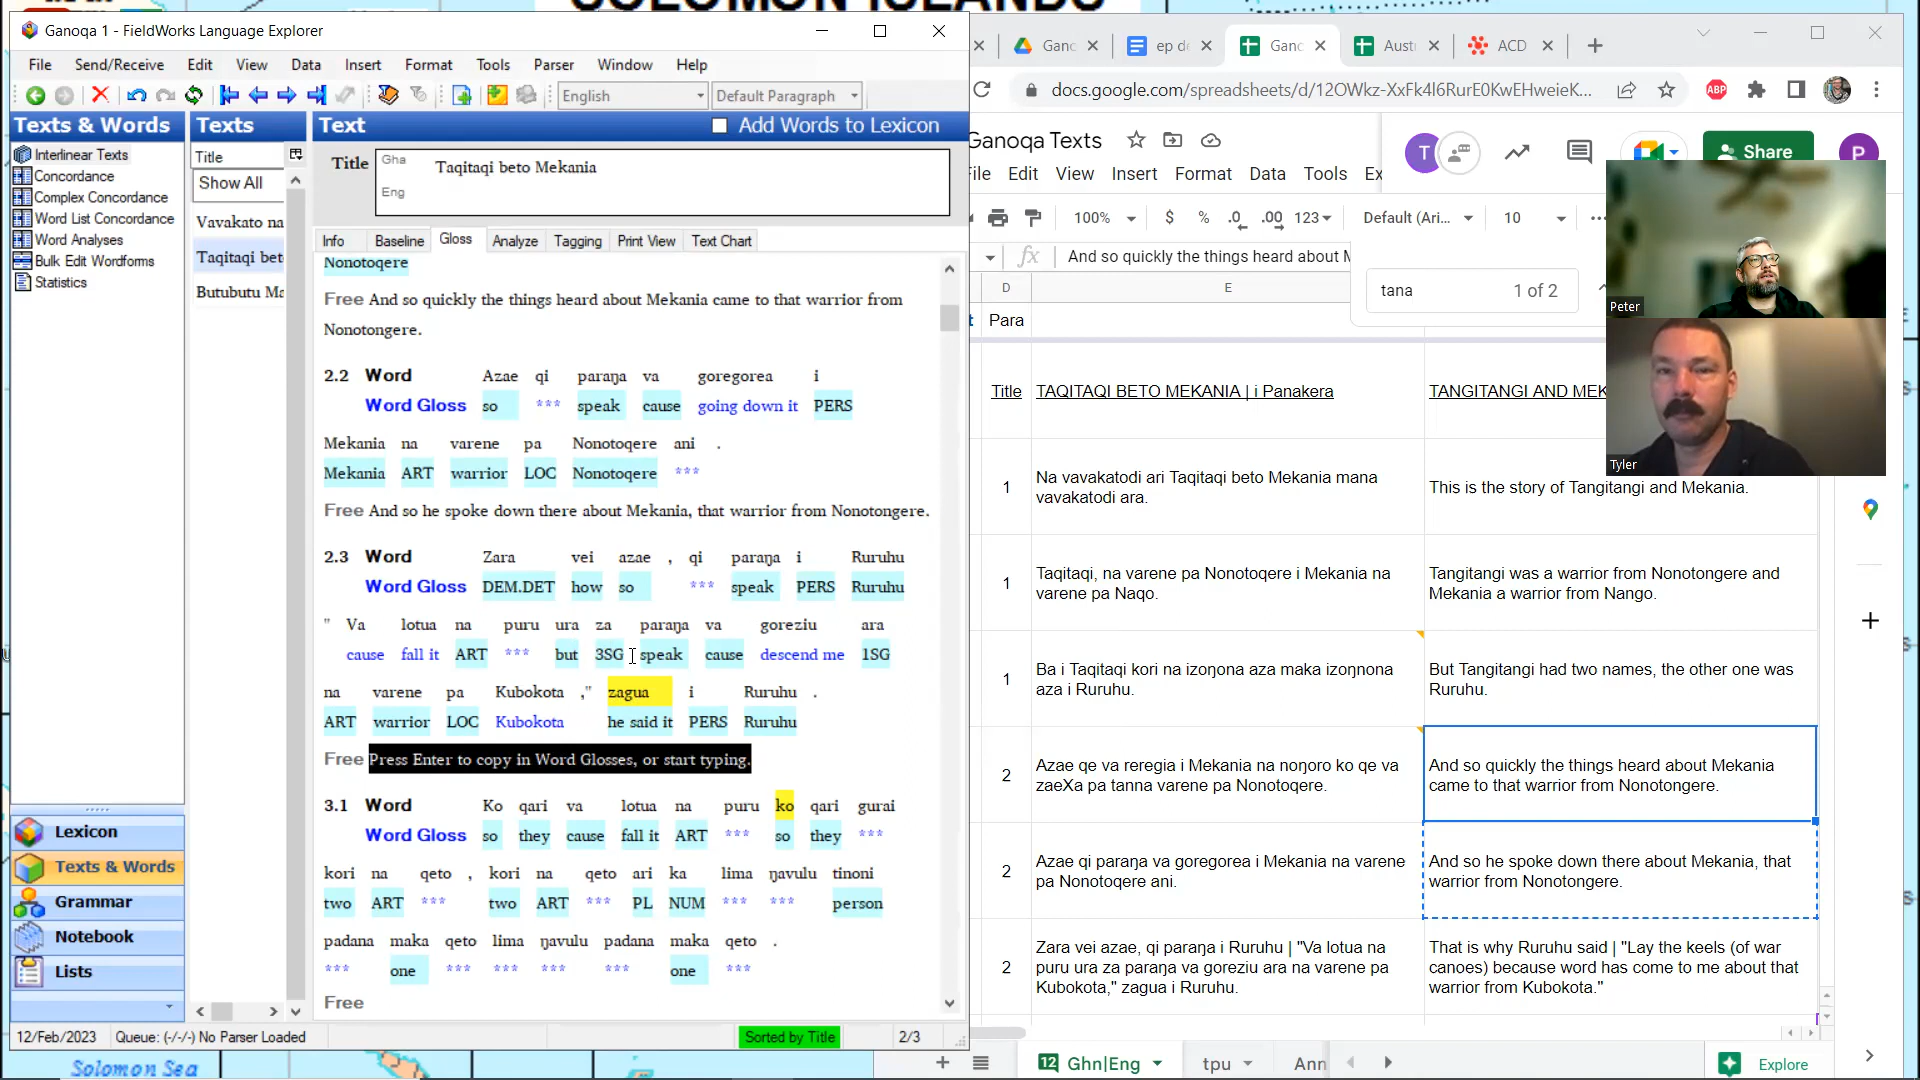 SOLOMON ISLANDS
Ganoqa 1 - FieldWorks Language Explorer
File Send/Receive Edit View Data Insert Format Tools Parser Window Help
English
Default Paragraph
Texts & Words
Interlinear Texts
Concordance
Complex Concordance
Word List Concordance
Word Analyses
Bulk Edit Wordforms
Statistics
Lexicon
Texts & Words
Grammar
Notebook
Lists
Texts
Title
Show All
Vavakato na
Taqitaqi bet
Butubutu Ma
Text
Add Words to Lexicon
Title Gha Taqitaqi beto Mekania
Eng
Info Baseline Gloss Analyze Tagging Print View Text Chart
Nonotoqere
Free And so quickly the things heard about Mekania came to that warrior from
Nonotongere.
2.2 Word Azae qi paraŋa va goregorea i
Word Gloss so *** speak cause going down it PERS
Mekania na varene pa Nonotoqere ani .
Mekania ART warrior LOC Nonotoqere ***
Free And so he spoke down there about Mekania, that warrior from Nonotongere.
2.3 Word Zara vei azae , qi paraŋa i Ruruhu
Word Gloss DEM.DET how so *** speak PERS Ruruhu
" Va lotua na puru ura za paraŋa va goreziu ara
cause fall it ART *** but 3SG speak cause descend me 1SG
na varene pa Kubokota ," zagua i Ruruhu .
ART warrior LOC Kubokota he said it PERS Ruruhu
Free Press Enter to copy in Word Glosses, or start typing.
3.1 Word Ko qari va lotua na puru ko qari gurai
Word Gloss so they cause fall it ART *** so they ***
kori na qeto , kori na qeto ari ka lima ŋavulu tinoni
two ART *** two ART *** PL NUM *** *** person
padana maka qeto lima ŋavulu padana maka qeto .
*** one *** *** *** *** one ***
Free
12/Feb/2023 Queue: (-/-/-) No Parser Loaded
Sorted by Title
2/3
Solomon Sea
Ganc
ep d
Ganc
Aust
ACD
docs.google.com/spreadsheets/d/12OWkz-XxFk4l6RurE0KwEHweieK...
ABP
Ganoqa Texts
T
Share
P
File Edit View Insert Format Data Tools Ex
100% $ % .0 .00 123 Default (Ari... 10
fx And so quickly the things heard about M
tana 1 of 2
D E
Para
Title TAQITAQI BETO MEKANIA | i Panakera TANGITANGI AND MEK
1 Na vavakatodi ari Taqitaqi beto Mekania mana
vavakatodi ara.
This is the story of Tangitangi and Mekania.
1 Taqitaqi, na varene pa Nonotoqere i Mekania na
varene pa Naqo.
Tangitangi was a warrior from Nonotongere and
Mekania a warrior from Nango.
1 Ba i Taqitaqi kori na izoŋona aza maka izoŋnona
aza i Ruruhu.
But Tangitangi had two names, the other one was
Ruruhu.
2 Azae qe va reregia i Mekania na noŋoro ko qe va
zaeXa pa tanna varene pa Nonotoqere.
And so quickly the things heard about Mekania
came to that warrior from Nonotongere.
2 Azae qi paraŋa va goregorea i Mekania na varene
pa Nonotoqere ani.
And so he spoke down there about Mekania, that
warrior from Nonotongere.
2 Zara vei azae, qi paraŋa i Ruruhu | "Va lotua na
puru ura za paraŋa va goreziu ara na varene pa
Kubokota," zagua i Ruruhu.
That is why Ruruhu said | "Lay the keels (of war
canoes) because word has come to me about that
warrior from Kubokota."
Peter
Tyler
12 Ghn|Eng
tpu
Ann
Explore